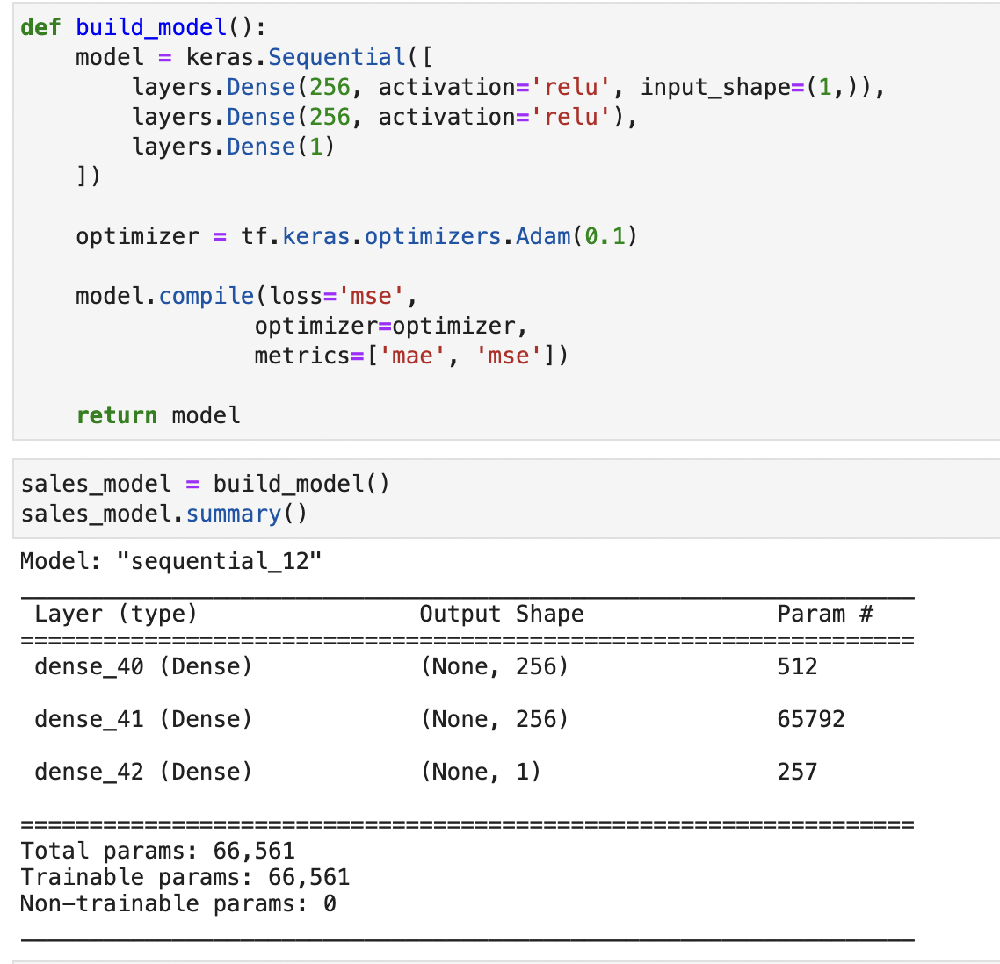 def build_model():
    model = keras.Sequential([
        layers.Dense(256, activation='relu', input_shape=(1,)),
        layers.Dense(256, activation='relu'),
        layers.Dense(1)
    ])
    optimizer = tf.keras.optimizers.Adam(0.1)
    model.compile(loss='mse',
                 optimizer=optimizer,
                 metrics=['mae', 'mse'])
    return model
sales_model = build_model()
sales_model.summary()
Model: "sequential_12"
Layer (type) Output Shape Param #
dense_40 (Dense) (None, 256) 512
dense_41 (Dense) (None, 256) 65792
dense_42 (Dense) (None, 1) 257
Total params: 66,561
Trainable params: 66,561
Non-trainable params: 0